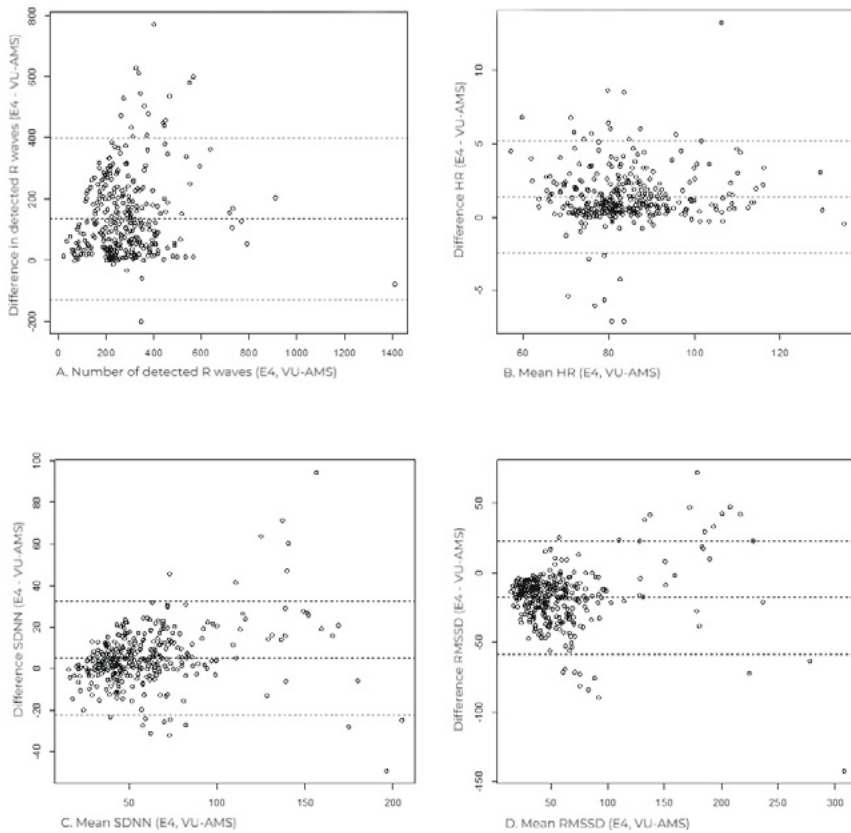 Difference in detected R waves (E4 - VU-AMS)
800
600
400
200
0
-200
0 200 400 600 800 1000 1200 1400
A. Number of detected R waves (E4, VU-AMS)
Difference HR (E4 - VU-AMS)
10
5
0
-5
60 80 100 120
B. Mean HR (E4, VU-AMS)
Difference SDNN (E4 - VU-AMS)
100
80
60
40
20
0
-20
-40
50 100 150 200
C. Mean SDNN (E4, VU-AMS)
Difference RMSSD (E4 - VU-AMS)
50
0
-50
-100
-150
50 100 150 200 250 300
D. Mean RMSSD (E4, VU-AMS)